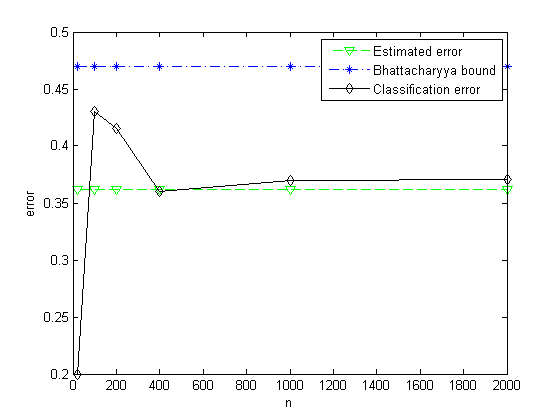 0.5
Estimated error
Bhattacharyya bound
Classification error
0.45
0.4
0.35
error
0.3
0.25
0.2
0 200 400 600 800 1000 1200 1400 1600 1800 2000
n